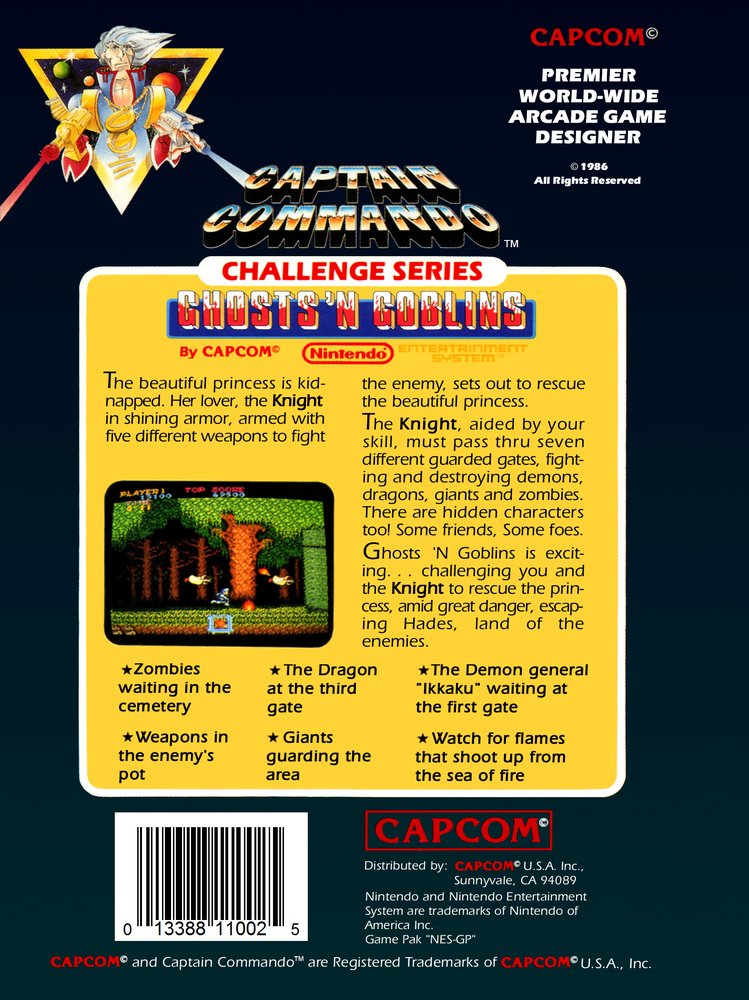 CAPCOM©
PREMIER
WORLD-WIDE
ARCADE GAME
DESIGNER
© 1986
All Rights Reserved
CAPTAIN
COMMANDO
TM
CHALLENGE SERIES
GHOSTS 'N GOBLINS
By CAPCOM© Nintendo ENTERTAINMENT
SYSTEM™
The beautiful princess is kid-
napped. Her lover, the Knight
in shining armor, armed with
five different weapons to fight
the enemy, sets out to rescue
the beautiful princess.
The Knight, aided by your
skill, must pass thru seven
different guarded gates, fight-
ing and destroying demons,
dragons, giants and zombies.
There are hidden characters
too! Some friends, Some foes.
Ghosts 'N Goblins is excit-
ing. . . challenging you and
the Knight to rescue the prin-
cess, amid great danger, escap-
ing Hades, land of the
enemies.
PLAYER1 TOP SCORE
★Zombies
waiting in the
cemetery
★The Dragon
at the third
gate
★The Demon general
"Ikkaku" waiting at
the first gate
★Weapons in
the enemy's
pot
★Giants
guarding the
area
★Watch for flames
that shoot up from
the sea of fire
0 13388 11002 5
CAPCOM©
Distributed by: CAPCOM© U.S.A. Inc.,
Sunnyvale, CA 94089
Nintendo and Nintendo Entertainment
System are trademarks of Nintendo of
America Inc.
Game Pak "NES-GP"
CAPCOM© and Captain Commando™ are Registered Trademarks of CAPCOM© U.S.A., Inc.